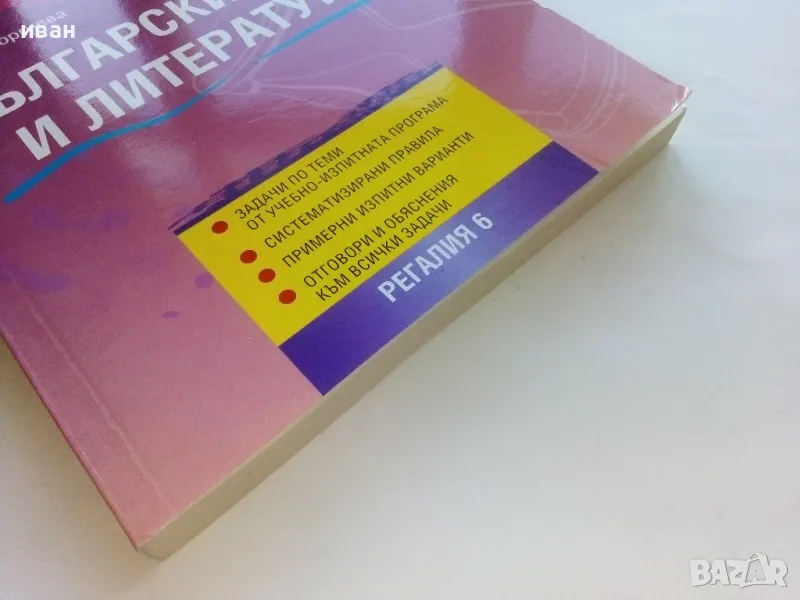 иван
ЪЛГАРСКИ
И ЛИТЕРАТУ
ЗАДАЧИ ПО ТЕМИ
ОТ УЧЕБНО-ИЗПИТНАТА ПРОГРАМА
СИСТЕМАТИЗИРАНИ ПРАВИЛА
ПРИМЕРНИ ИЗПИТНИ ВАРИАНТИ
ОТГОВОРИ И ОБЯСНЕНИЯ
КЪМ ВСИЧКИ ЗАДАЧИ
РЕГАЛИЯ 6
BAZAR